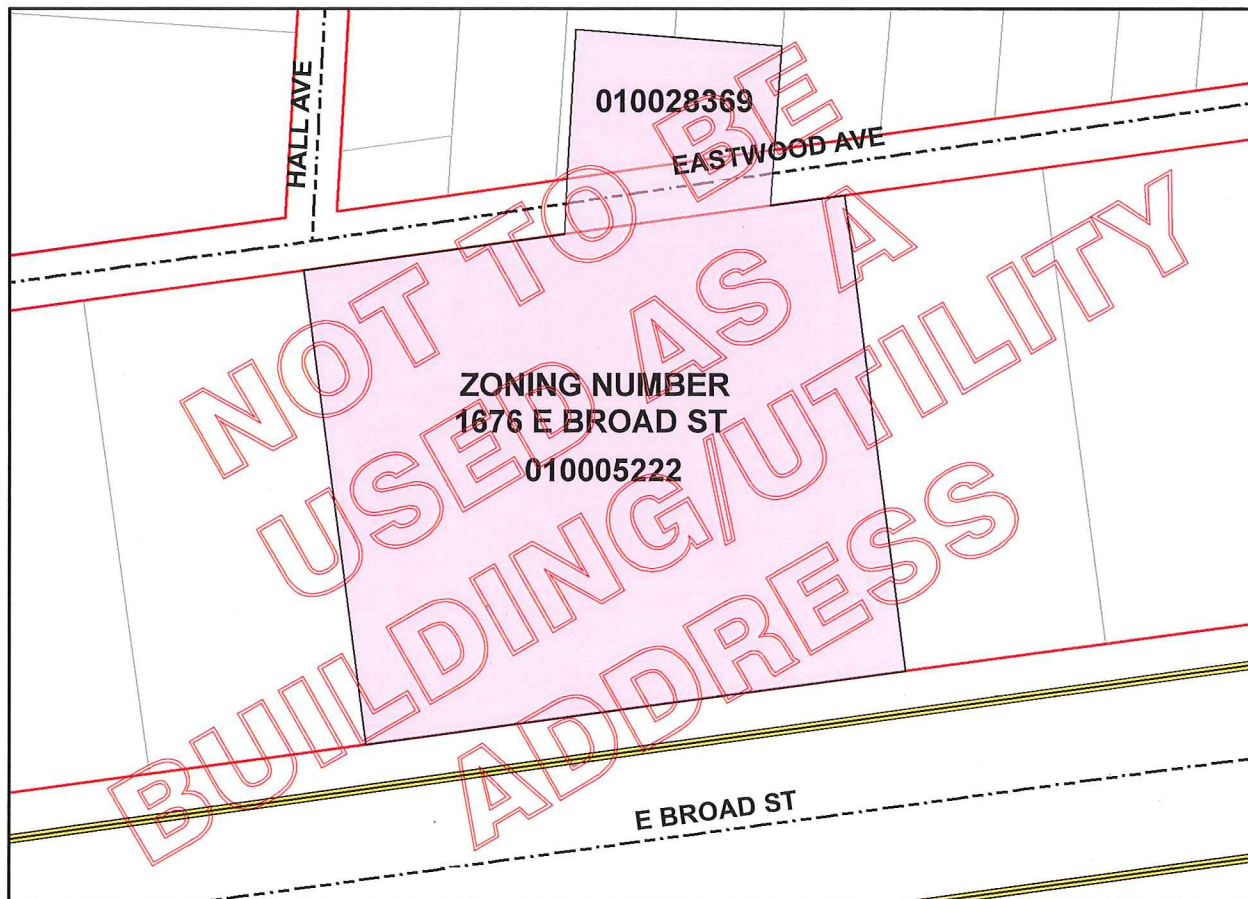 HALL AVE
010028369
EASTWOOD AVE
ZONING NUMBER
1676 E BROAD ST
010005222
NOT TO BE
USED AS A
BUILDING/UTILITY
ADDRESS
E BROAD ST